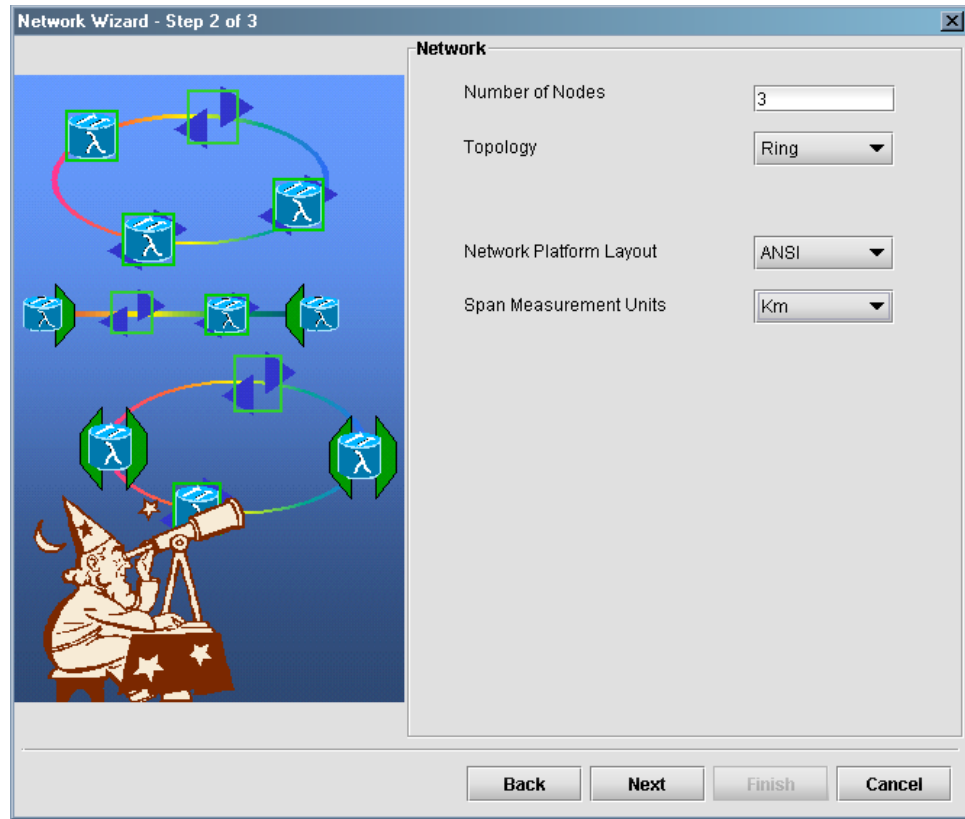 Network Wizard - Step 2 of 3
Network
Number of Nodes 3
Topology Ring
Network Platform Layout ANSI
Span Measurement Units Km
λ
λ
λ
λ
λ
λ
λ
λ
Back Next Finish Cancel